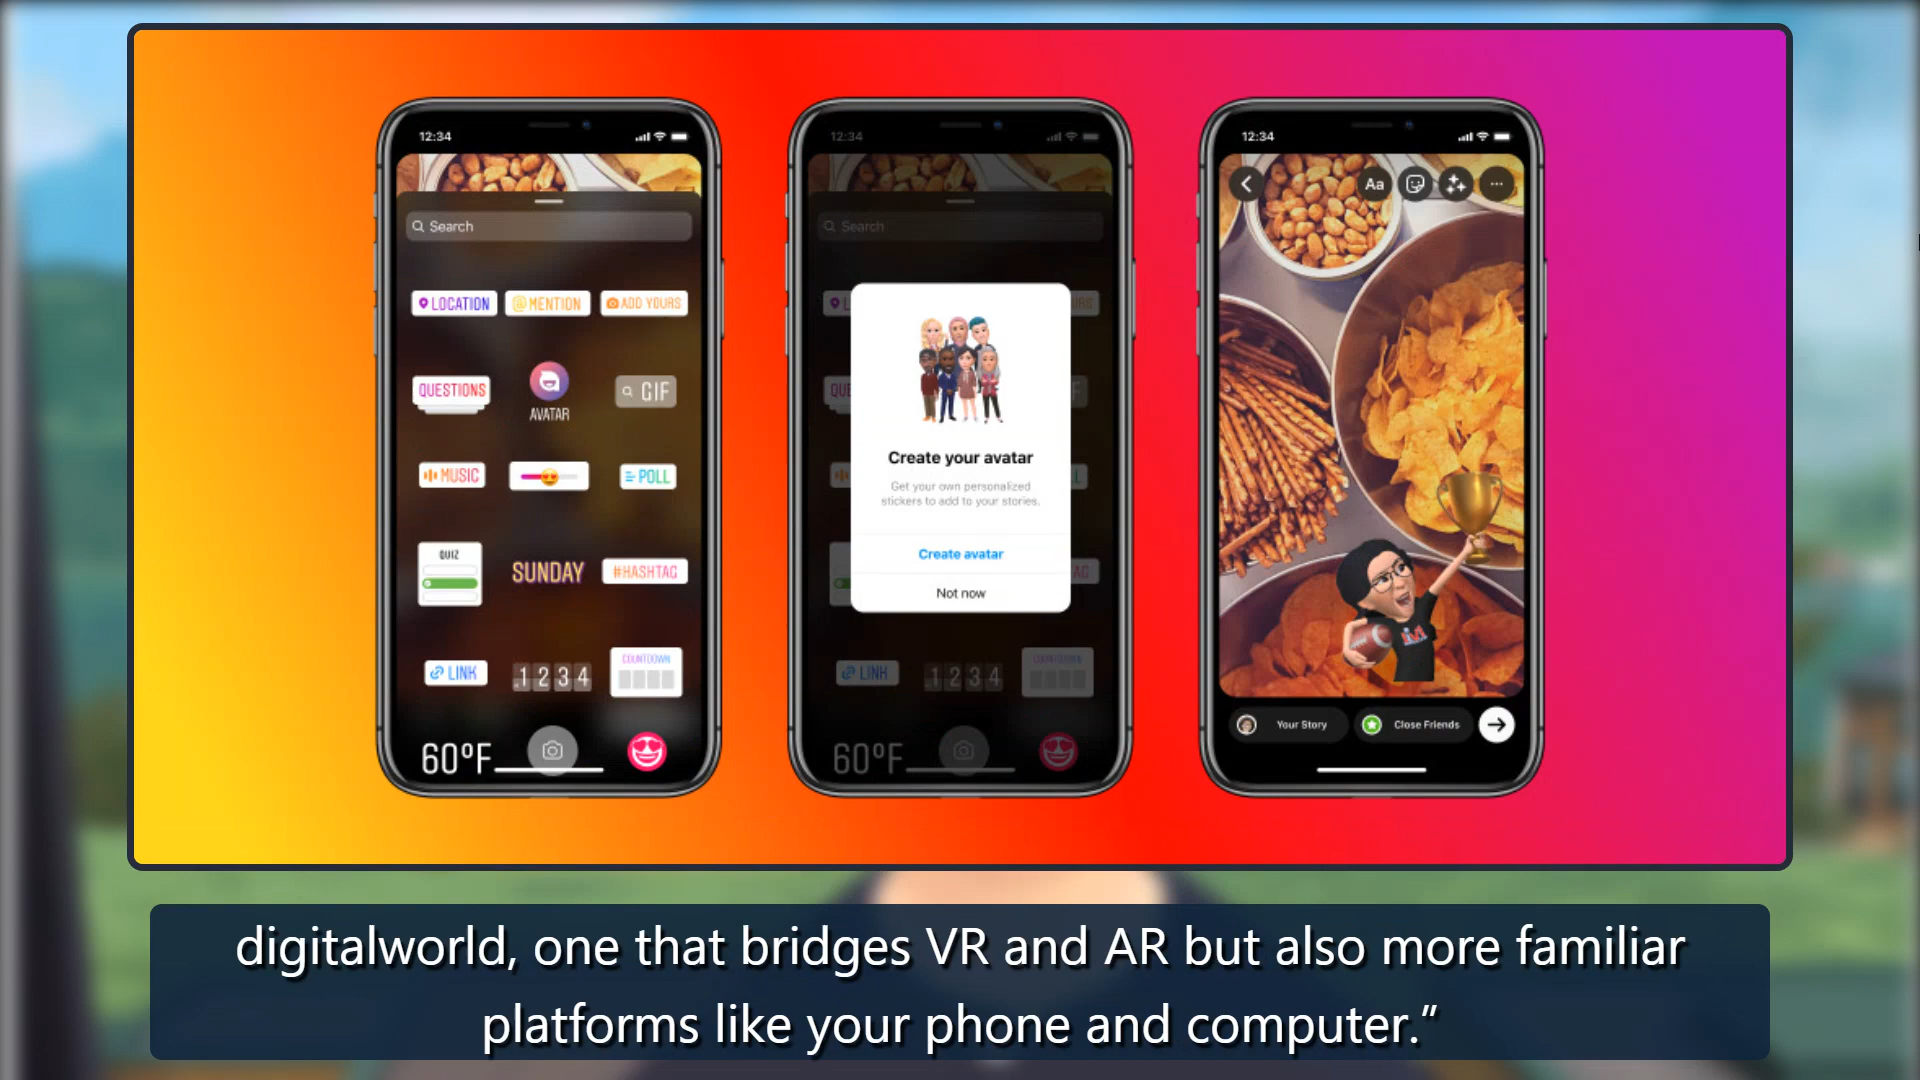 12:34
Search
LOCATION
@MENTION
ADD YOURS
QUESTIONS
AVATAR
GIF
MUSIC
POLL
QUIZ
SUNDAY
#HASHTAG
LINK
1 2 3 4
COUNTDOWN
60°F
12:34
Search
Create your avatar
Get your own personalized
stickers to add to your stories.
Create avatar
Not now
LINK
1 2 3 4
COUNTDOWN
60°F
12:34
Aa
Your Story
Close Friends
digitalworld, one that bridges VR and AR but also more familiar
platforms like your phone and computer.”